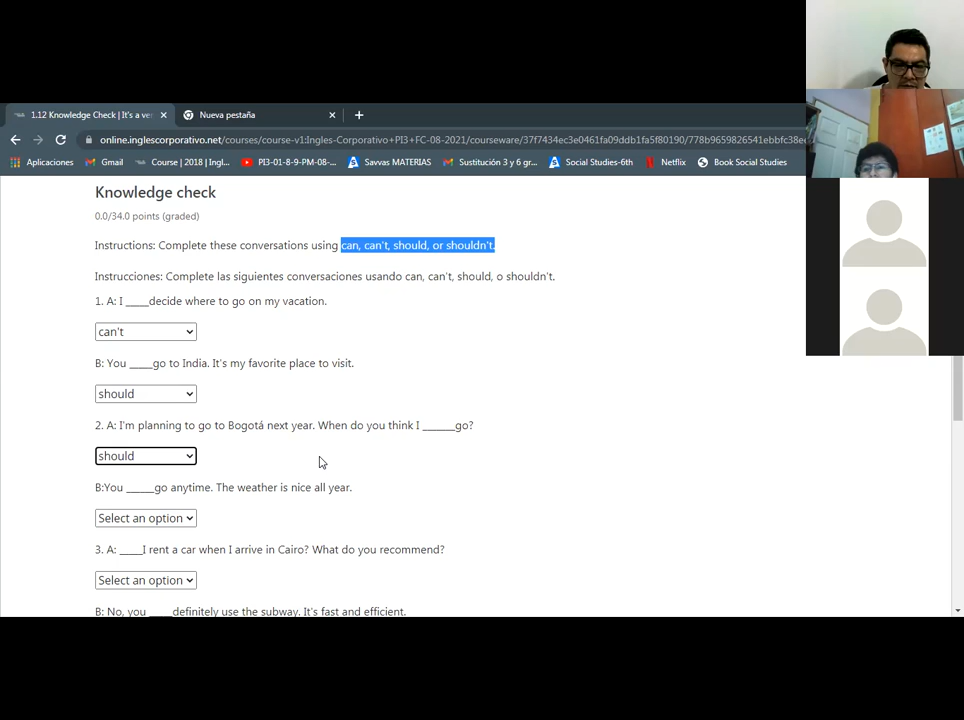 1.12 Knowledge Check | It's a ver
Nueva pestaña
online.inglescorporativo.net/courses/course-v1:Ingles-Corporativo+PI3+FC-08-2021/courseware/37f7434ec3e0461fa09ddb1fa5f80190/778b9659826541ebbfc38e
Aplicaciones
Gmail
Course | 2018 | Ingl...
PI3-01-8-9-PM-08-...
Savvas MATERIAS
Sustitución 3 y 6 gr...
Social Studies-6th
Netflix
Book Social Studies
Knowledge check
0.0/34.0 points (graded)
Instructions: Complete these conversations using can, can't, should, or shouldn't.
Instrucciones: Complete las siguientes conversaciones usando can, can't, should, o shouldn't.
1. A: I ____decide where to go on my vacation.
can't
B: You ____go to India. It's my favorite place to visit.
should
2. A: I'm planning to go to Bogotá next year. When do you think I ______go?
should
B:You _____go anytime. The weather is nice all year.
Select an option
3. A: ____I rent a car when I arrive in Cairo? What do you recommend?
Select an option
B: No, you ____definitely use the subway. It's fast and efficient.